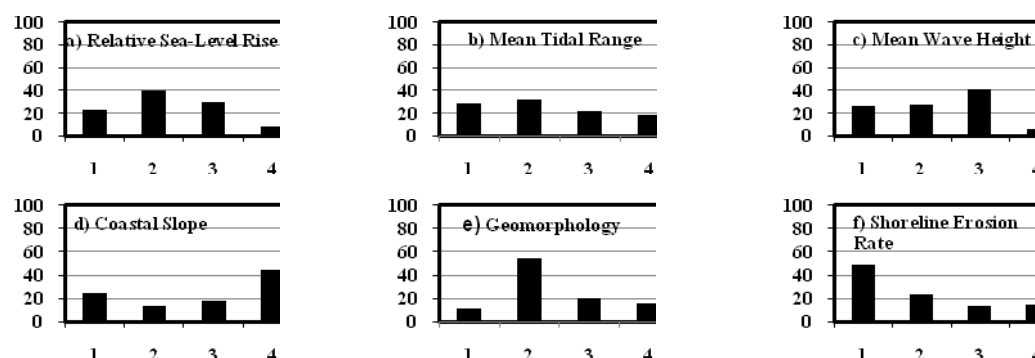 100
80
60
40
20
0
a) Relative Sea-Level Rise
1 2 3 4
100
80
60
40
20
0
b) Mean Tidal Range
1 2 3 4
100
80
60
40
20
0
c) Mean Wave Height
1 2 3 4
100
80
60
40
20
0
d) Coastal Slope
1 2 3 4
100
80
60
40
20
0
e) Geomorphology
1 2 3 4
100
80
60
40
20
0
f) Shoreline Erosion
Rate
1 2 3 4